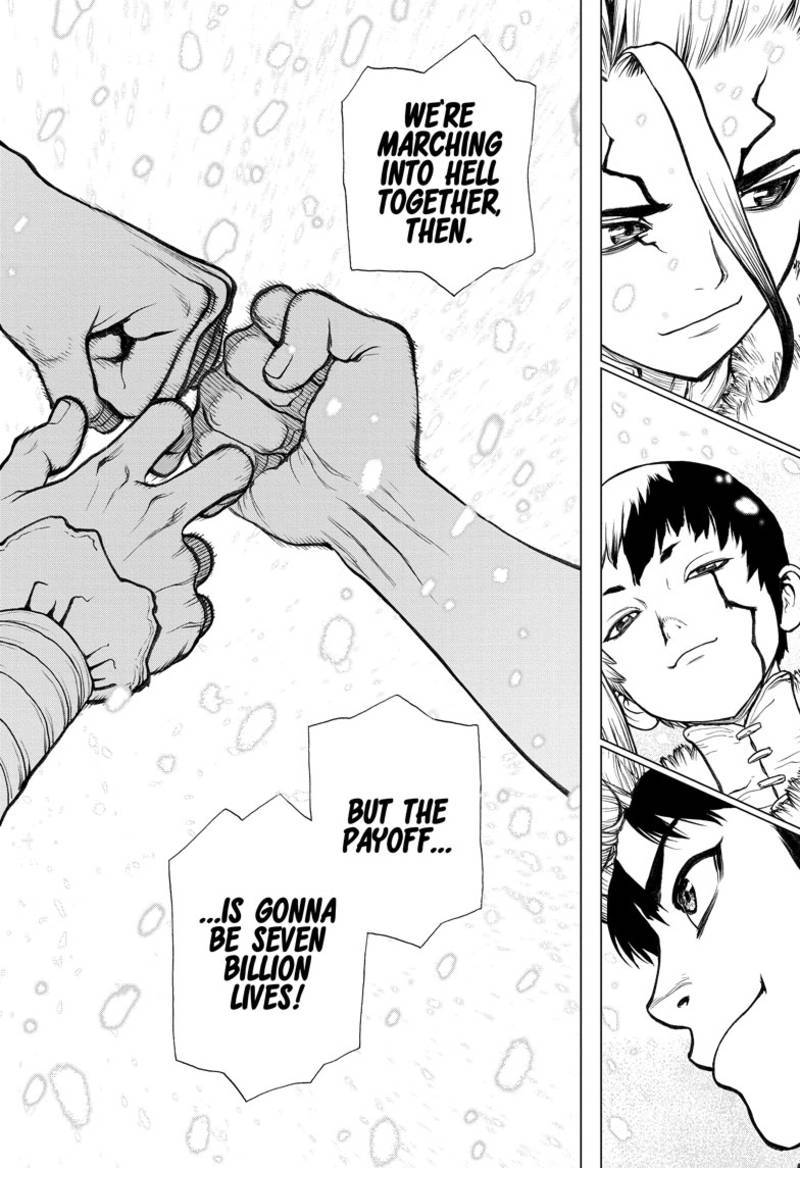 WE'RE
MARCHING
INTO HELL
TOGETHER,
THEN.
BUT THE
PAYOFF...
...IS GONNA
BE SEVEN
BILLION
LIVES!